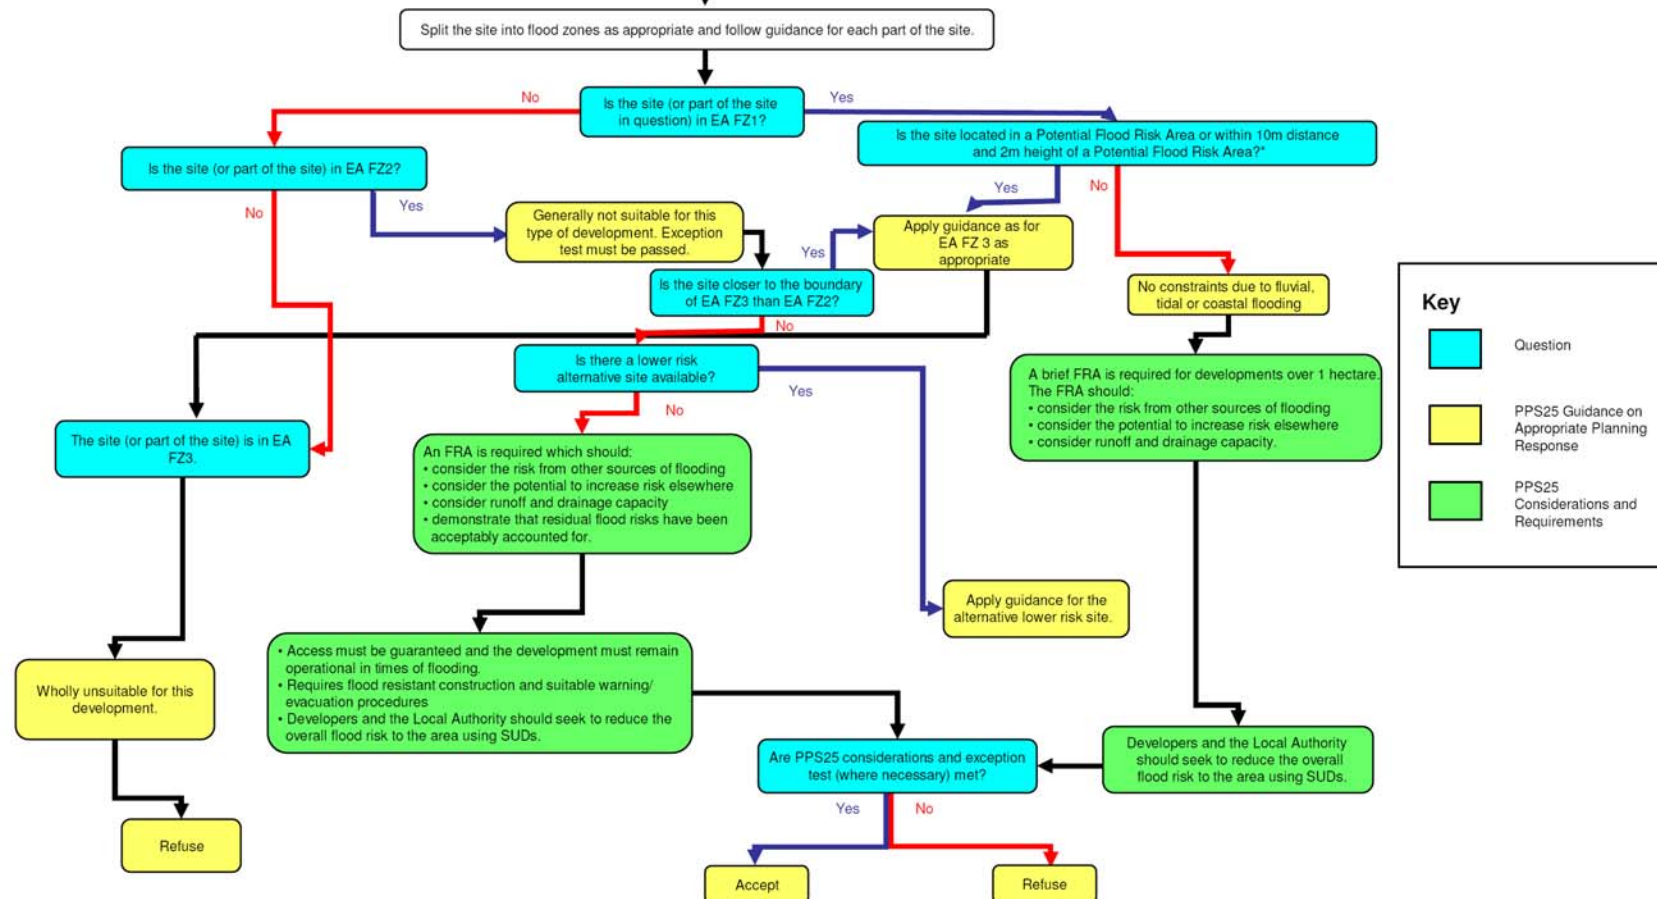 Split the site into flood zones as appropriate and follow guidance for each part of the site.
No
Is the site (or part of the site
in question) in EA FZ1?
Yes
Is the site located in a Potential Flood Risk Area or within 10m distance
and 2m height of a Potential Flood Risk Area?*
Is the site (or part of the site) in EA FZ2?
No
Yes
Generally not suitable for this
type of development. Exception
test must be passed.
Yes
No
Apply guidance as for
EA FZ 3 as
appropriate
Yes
Is the site closer to the boundary
of EA FZ3 than EA FZ2?
No
No constraints due to fluvial,
tidal or coastal flooding
Is there a lower risk
alternative site available?
Yes
No
A brief FRA is required for developments over 1 hectare.
The FRA should:
• consider the risk from other sources of flooding
• consider the potential to increase risk elsewhere
• consider runoff and drainage capacity.
The site (or part of the site) is in EA
FZ3.
An FRA is required which should:
• consider the risk from other sources of flooding
• consider the potential to increase risk elsewhere
• consider runoff and drainage capacity
• demonstrate that residual flood risks have been
acceptably accounted for.
Apply guidance for the
alternative lower risk site.
• Access must be guaranteed and the development must remain
operational in times of flooding.
• Requires flood resistant construction and suitable warning/
evacuation procedures
• Developers and the Local Authority should seek to reduce the
overall flood risk to the area using SUDs.
Wholly unsuitable for this
development.
Refuse
Are PPS25 considerations and exception
test (where necessary) met?
Developers and the Local Authority
should seek to reduce the overall
flood risk to the area using SUDs.
Yes
No
Accept
Refuse
Key
Question
PPS25 Guidance on
Appropriate Planning
Response
PPS25
Considerations and
Requirements